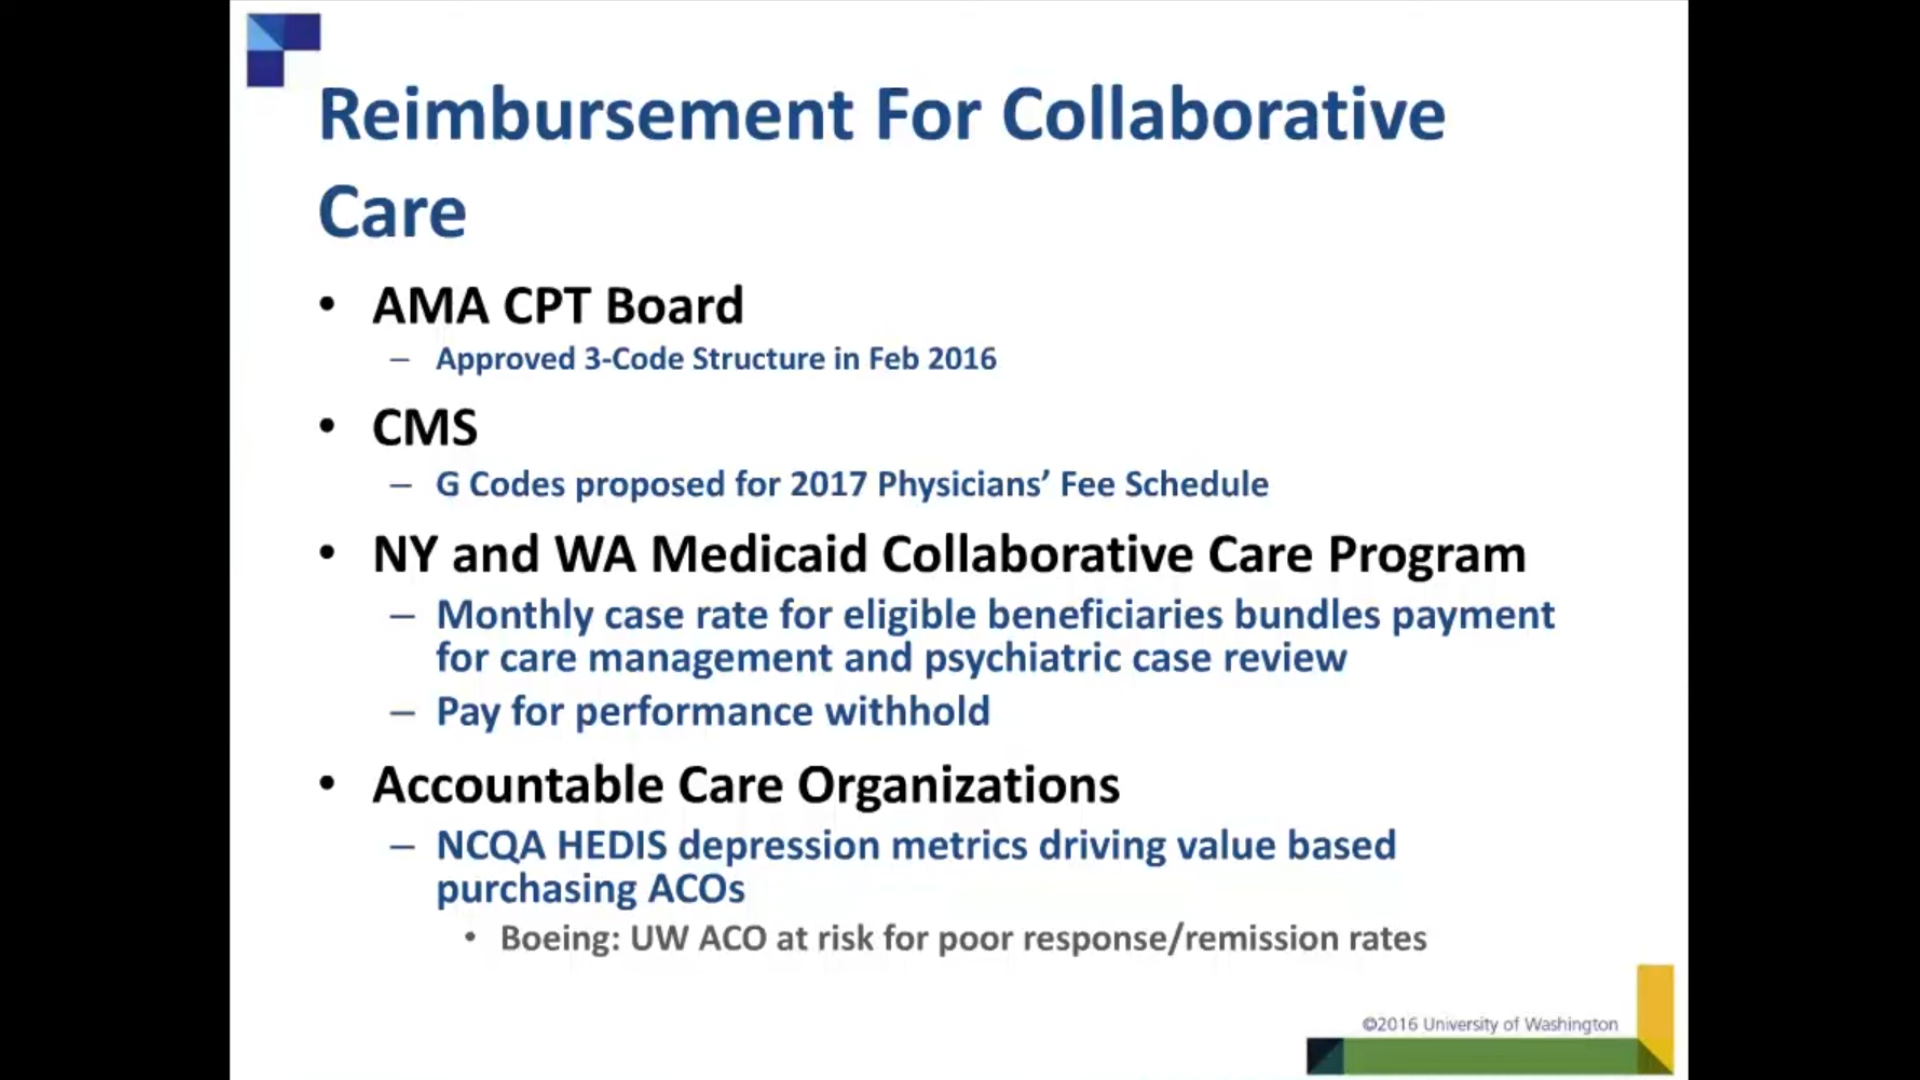 Reimbursement For Collaborative
Care
• AMA CPT Board
– Approved 3-Code Structure in Feb 2016
• CMS
– G Codes proposed for 2017 Physicians’ Fee Schedule
• NY and WA Medicaid Collaborative Care Program
– Monthly case rate for eligible beneficiaries bundles payment
for care management and psychiatric case review
– Pay for performance withhold
• Accountable Care Organizations
– NCQA HEDIS depression metrics driving value based
purchasing ACOs
• Boeing: UW ACO at risk for poor response/remission rates
©2016 University of Washington